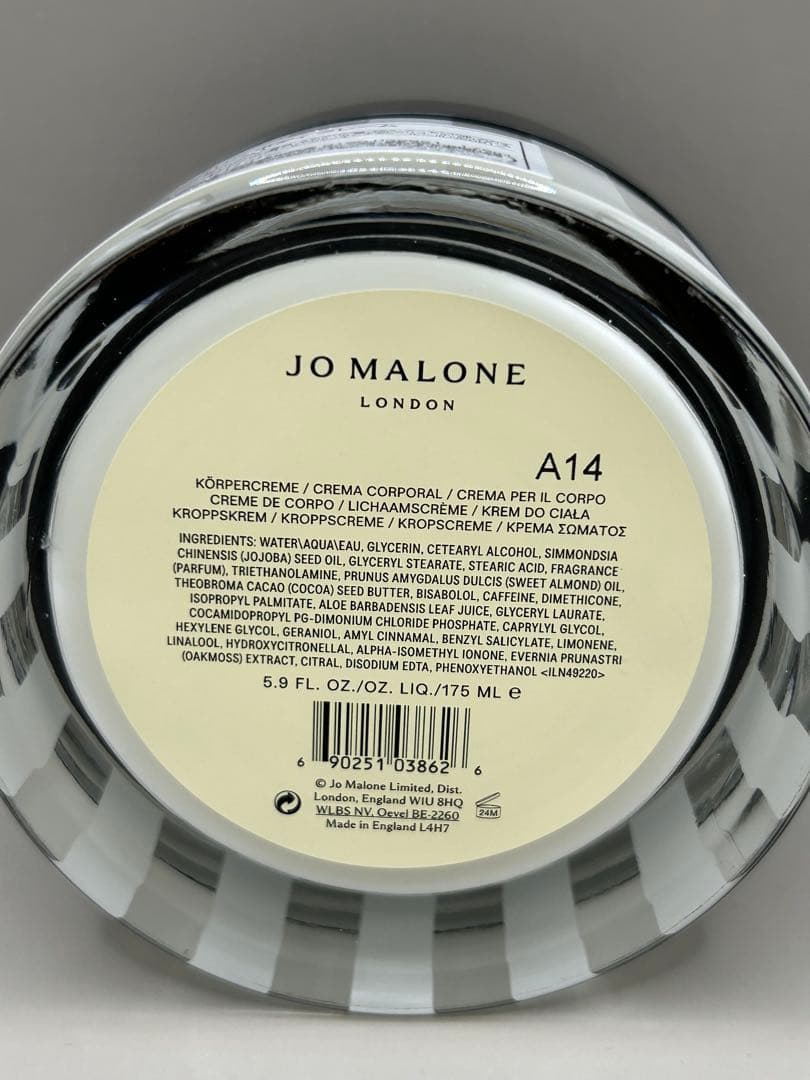 JO MALONE
LONDON
A14
KÖRPERCREME / CREMA CORPORAL / CREMA PER IL CORPO
CREME DE CORPO / LICHAAMSCRÈME / KREM DO CIAŁA
KROPPSKREM / KROPPSCREME / KROPSCREME / ΚΡΕΜΑ ΣΩΜΑΤΟΣ
INGREDIENTS: WATER\AQUA\EAU, GLYCERIN, CETEARYL ALCOHOL, SIMMONDSIA
CHINENSIS (JOJOBA) SEED OIL, GLYCERYL STEARATE, STEARIC ACID, FRAGRANCE
(PARFUM), TRIETHANOLAMINE, PRUNUS AMYGDALUS DULCIS (SWEET ALMOND) OIL,
THEOBROMA CACAO (COCOA) SEED BUTTER, BISABOLOL, CAFFEINE, DIMETHICONE,
ISOPROPYL PALMITATE, ALOE BARBADENSIS LEAF JUICE, GLYCERYL LAURATE,
COCAMIDOPROPYL PG-DIMONIUM CHLORIDE PHOSPHATE, CAPRYLYL GLYCOL,
HEXYLENE GLYCOL, GERANIOL, AMYL CINNAMAL, BENZYL SALICYLATE, LIMONENE,
LINALOOL, HYDROXYCITRONELLAL, ALPHA-ISOMETHYL IONONE, EVERNIA PRUNASTRI
(OAKMOSS) EXTRACT, CITRAL, DISODIUM EDTA, PHENOXYETHANOL <ILN49220>
5.9 FL. OZ./OZ. LIQ./175 ML ℮
6 90251 03862 6
© Jo Malone Limited, Dist.
London, England W1U 8HQ
WLBS NV, Oevel BE-2260
Made in England L4H7
24M